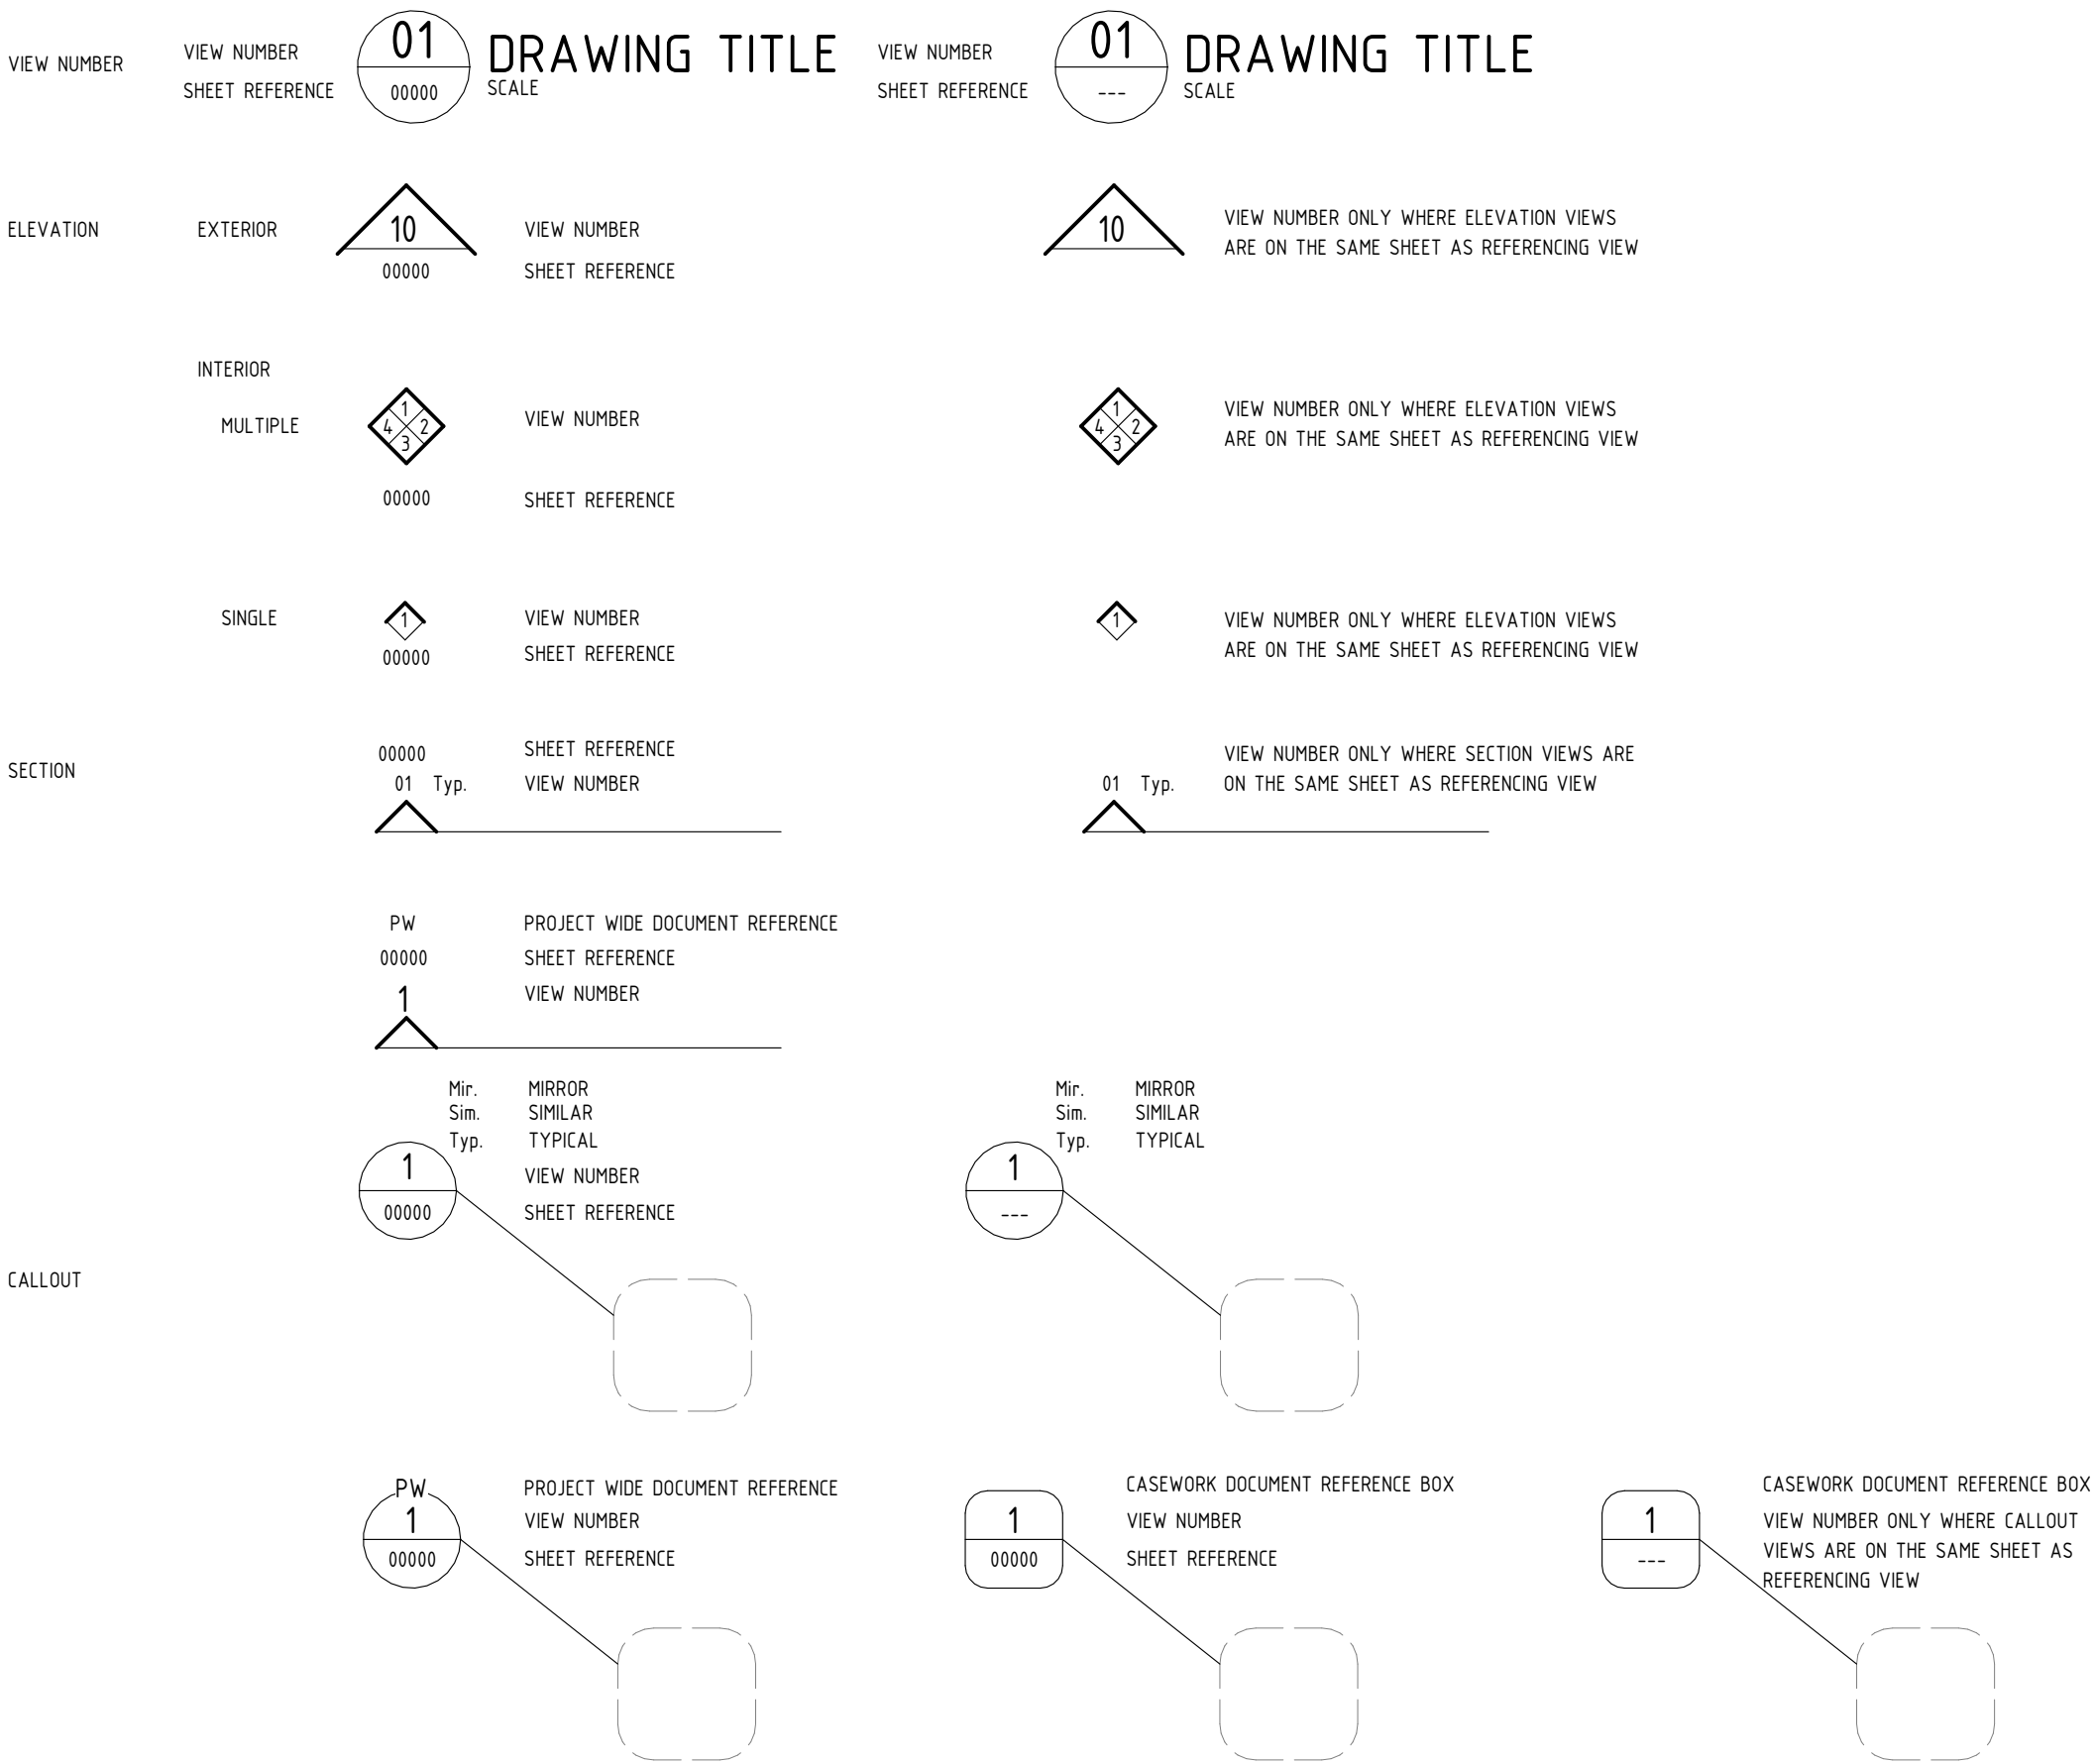 VIEW NUMBER
VIEW NUMBER
SHEET REFERENCE
01
00000
DRAWING TITLE
SCALE
VIEW NUMBER
SHEET REFERENCE
01
---
DRAWING TITLE
SCALE
ELEVATION
EXTERIOR
10
00000
VIEW NUMBER
SHEET REFERENCE
10
VIEW NUMBER ONLY WHERE ELEVATION VIEWS
ARE ON THE SAME SHEET AS REFERENCING VIEW
INTERIOR
MULTIPLE
1
4 2
3
00000
VIEW NUMBER
SHEET REFERENCE
1
4 2
3
VIEW NUMBER ONLY WHERE ELEVATION VIEWS
ARE ON THE SAME SHEET AS REFERENCING VIEW
SINGLE
1
00000
VIEW NUMBER
SHEET REFERENCE
1
VIEW NUMBER ONLY WHERE ELEVATION VIEWS
ARE ON THE SAME SHEET AS REFERENCING VIEW
SECTION
00000
01 Typ.
SHEET REFERENCE
VIEW NUMBER
01 Typ.
VIEW NUMBER ONLY WHERE SECTION VIEWS ARE
ON THE SAME SHEET AS REFERENCING VIEW
PW
00000
1
PROJECT WIDE DOCUMENT REFERENCE
SHEET REFERENCE
VIEW NUMBER
CALLOUT
Mir. MIRROR
Sim. SIMILAR
Typ. TYPICAL
1
00000
VIEW NUMBER
SHEET REFERENCE
Mir. MIRROR
Sim. SIMILAR
Typ. TYPICAL
1
---
PW
1
00000
PROJECT WIDE DOCUMENT REFERENCE
VIEW NUMBER
SHEET REFERENCE
1
00000
CASEWORK DOCUMENT REFERENCE BOX
VIEW NUMBER
SHEET REFERENCE
1
---
CASEWORK DOCUMENT REFERENCE BOX
VIEW NUMBER ONLY WHERE CALLOUT
VIEWS ARE ON THE SAME SHEET AS
REFERENCING VIEW